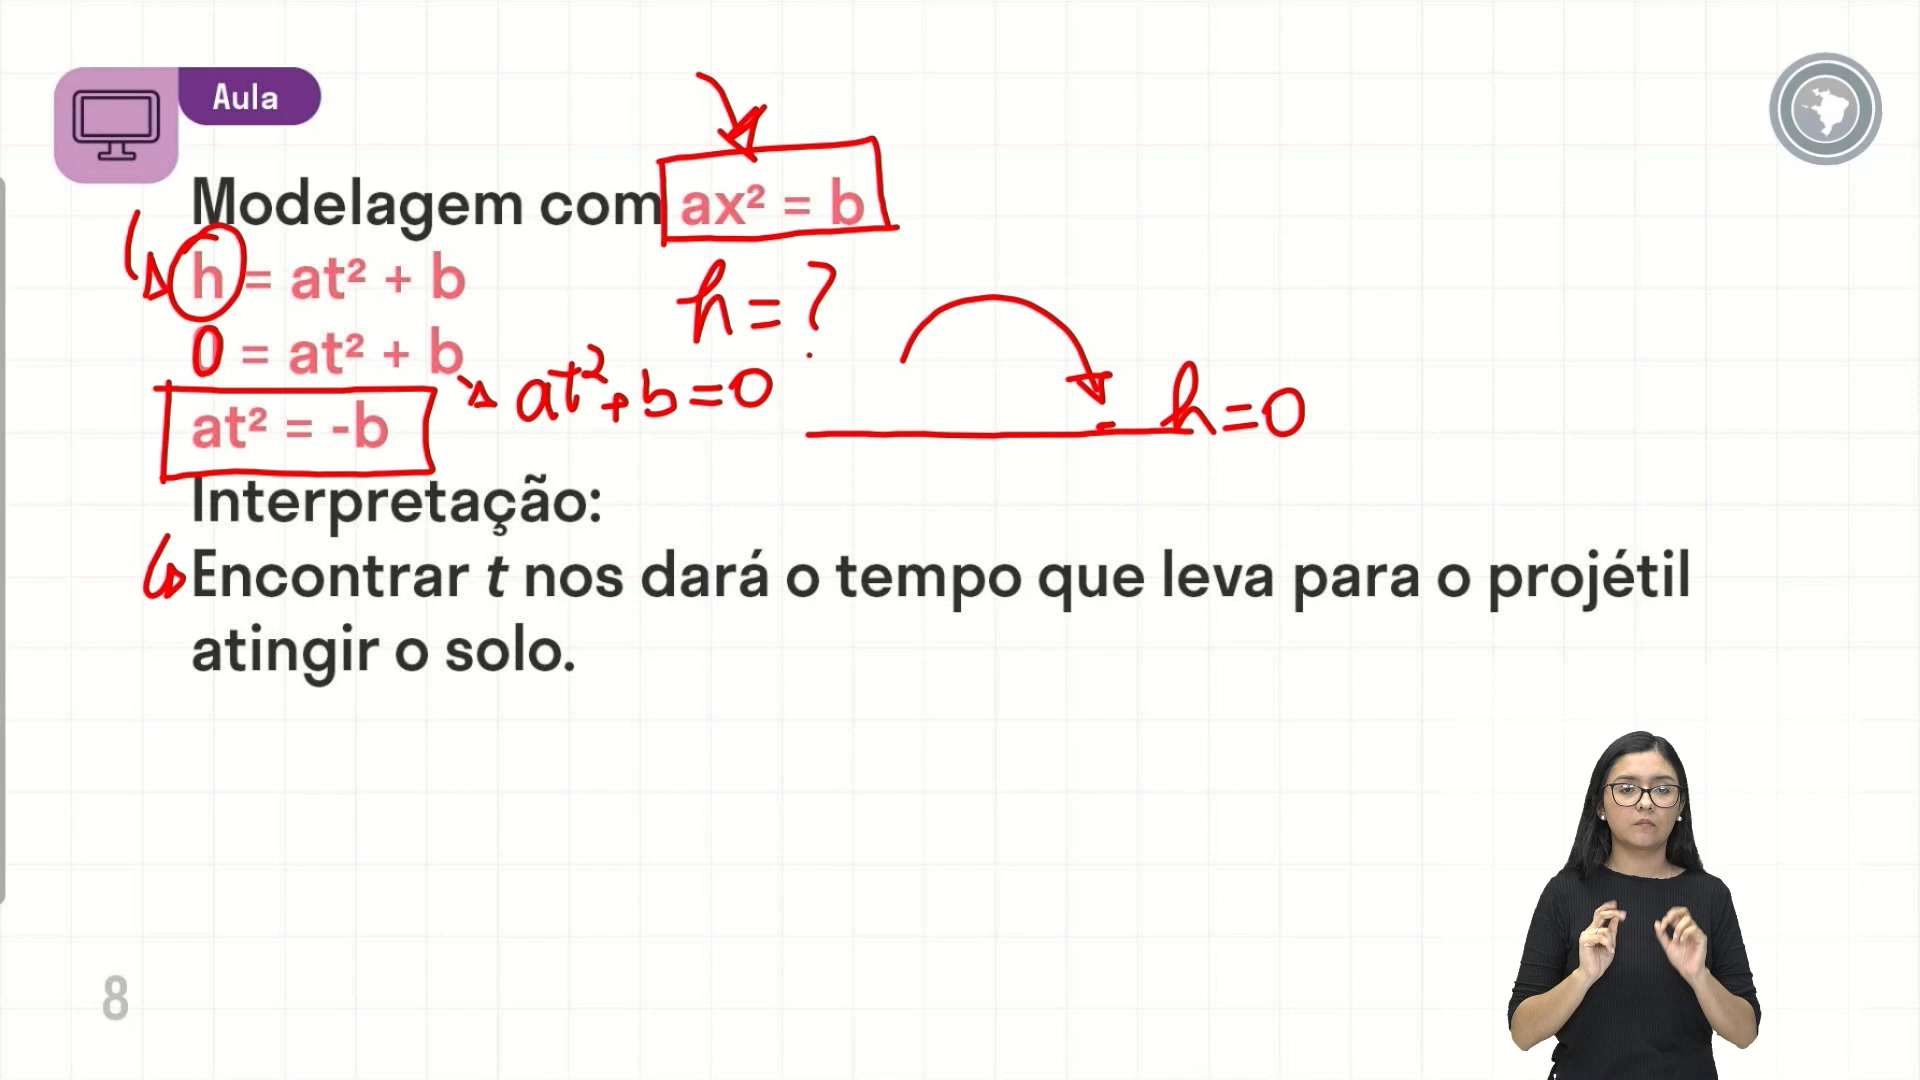 Aula
Modelagem com ax² = b
h = at² + b
h = ?
0 = at² + b
at² + b = 0
h = 0
at² = -b
Interpretação:
Encontrar t nos dará o tempo que leva para o projétil
atingir o solo.
8